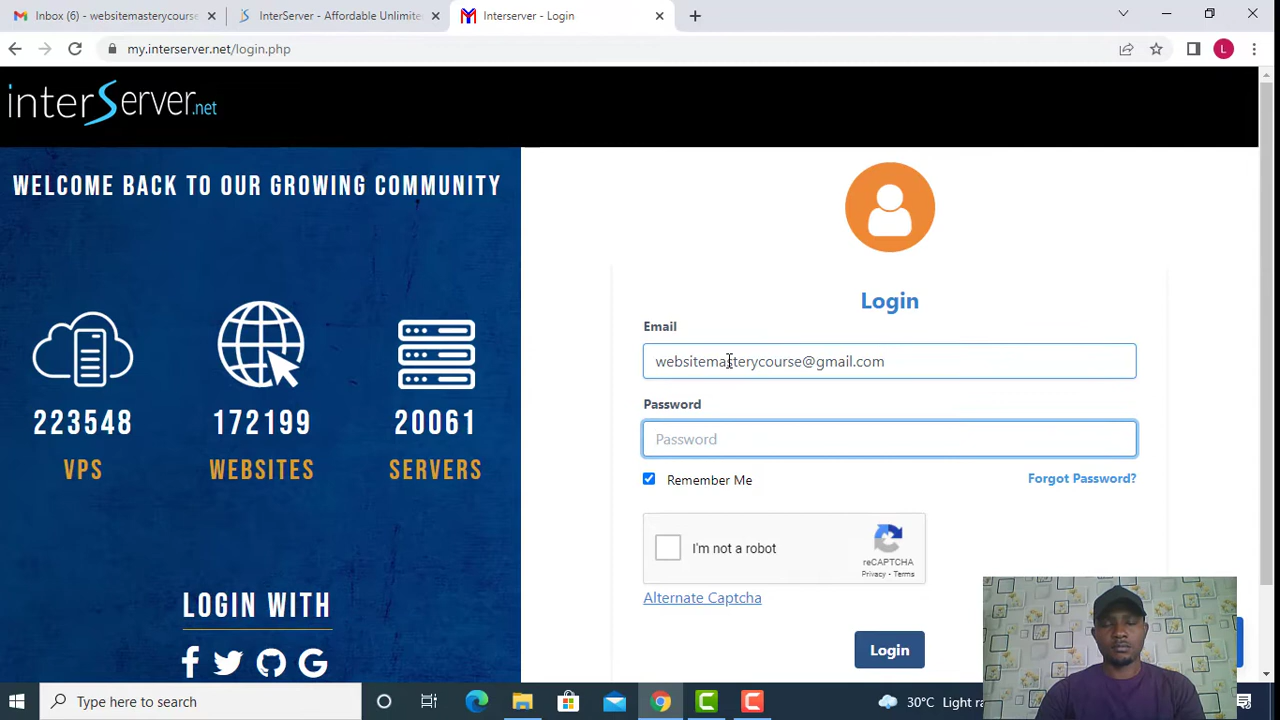 Inbox (6) - websitemasterycourse
InterServer - Affordable Unlimite
Interserver - Login
my.interserver.net/login.php
L
interServer.net
WELCOME BACK TO OUR GROWING COMMUNITY
223548
VPS
172199
WEBSITES
20061
SERVERS
LOGIN WITH
Login
Email
websitemasterycourse@gmail.com
Password
Password
Remember Me
Forgot Password?
I'm not a robot
reCAPTCHA
Privacy - Terms
Alternate Captcha
Login
Type here to search
30°C Light ra